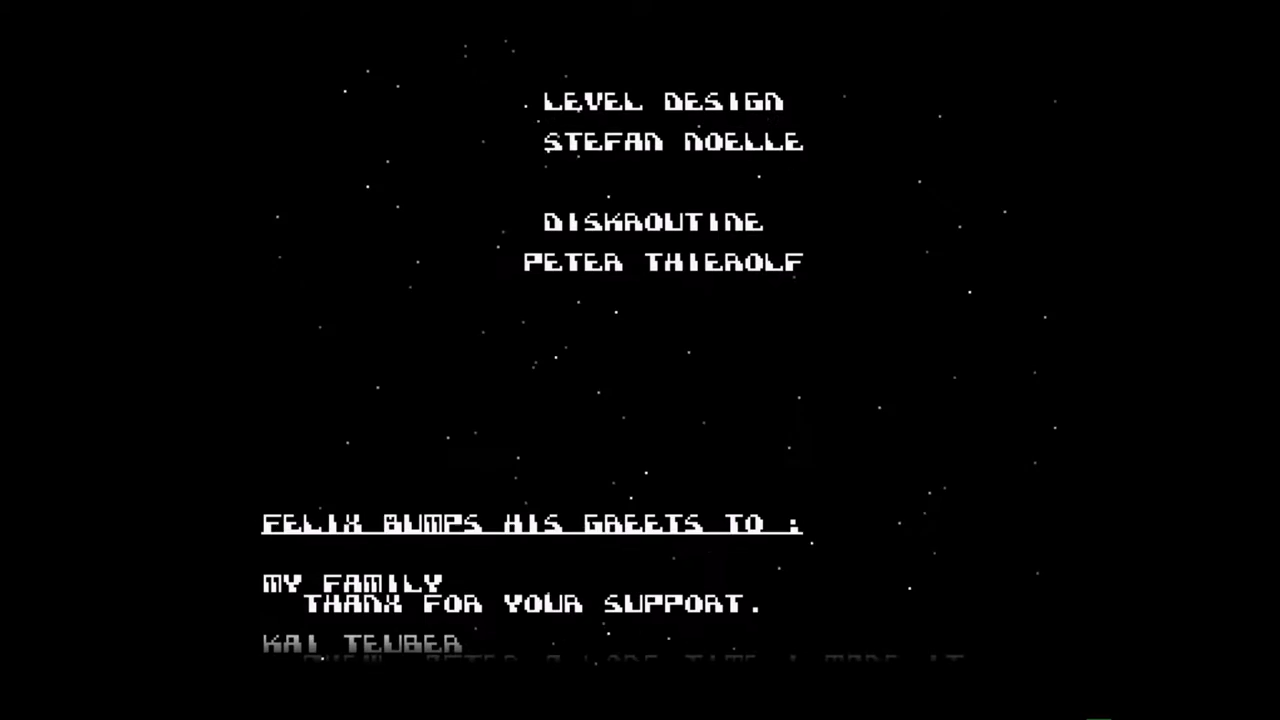 LEVEL DESIGN
STEFAN NOELLE
DISKROUTINE
PETER THIEROLF
FELIX BUMPS HIS GREETS TO :
MY FAMILY
THANX FOR YOUR SUPPORT.
KAI TEUBER